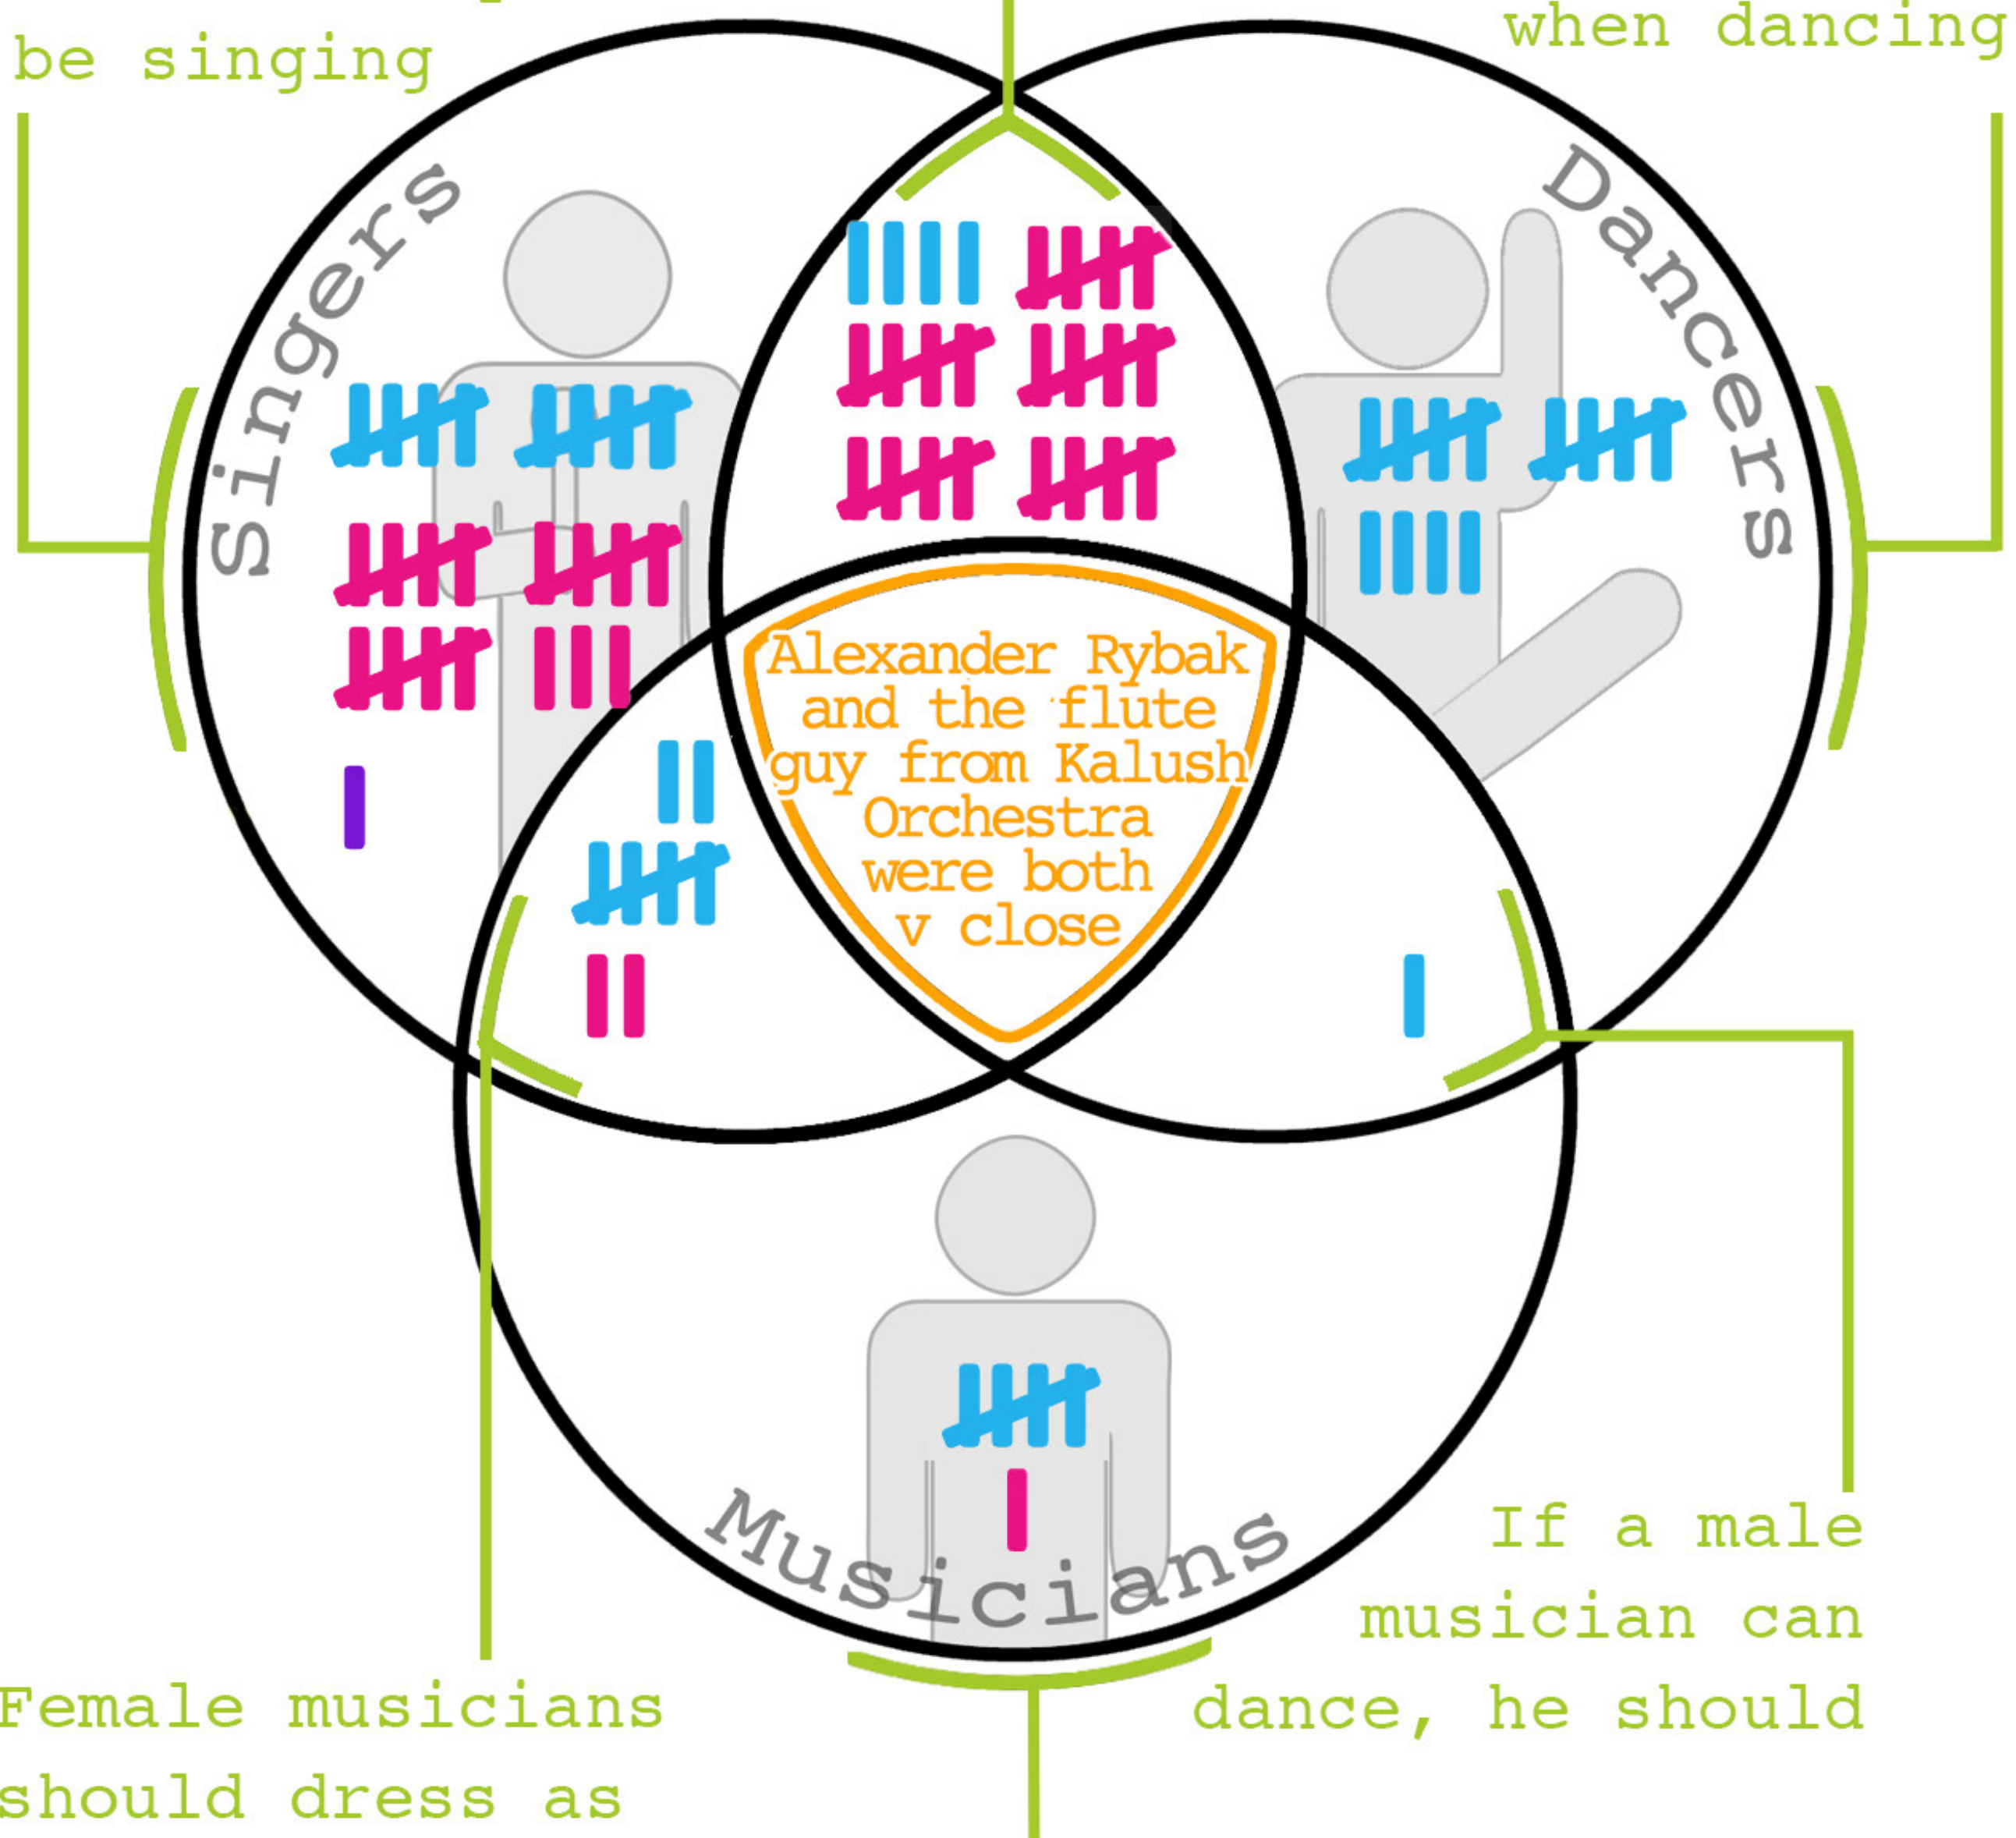 be singing
when dancing
Singers
Dancers
Alexander Rybak
and the flute
guy from Kalush
Orchestra
were both
v close
Musicians
If a male
musician can
dance, he should
Female musicians
should dress as